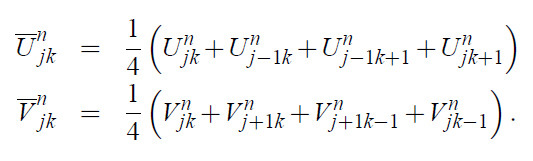 \overline{U}^n_{jk} = \frac{1}{4} \left( U^n_{jk} + U^n_{j-1k} + U^n_{j-1k+1} + U^n_{jk+1} \right)
\overline{V}^n_{jk} = \frac{1}{4} \left( V^n_{jk} + V^n_{j+1k} + V^n_{j+1k-1} + V^n_{jk-1} \right).